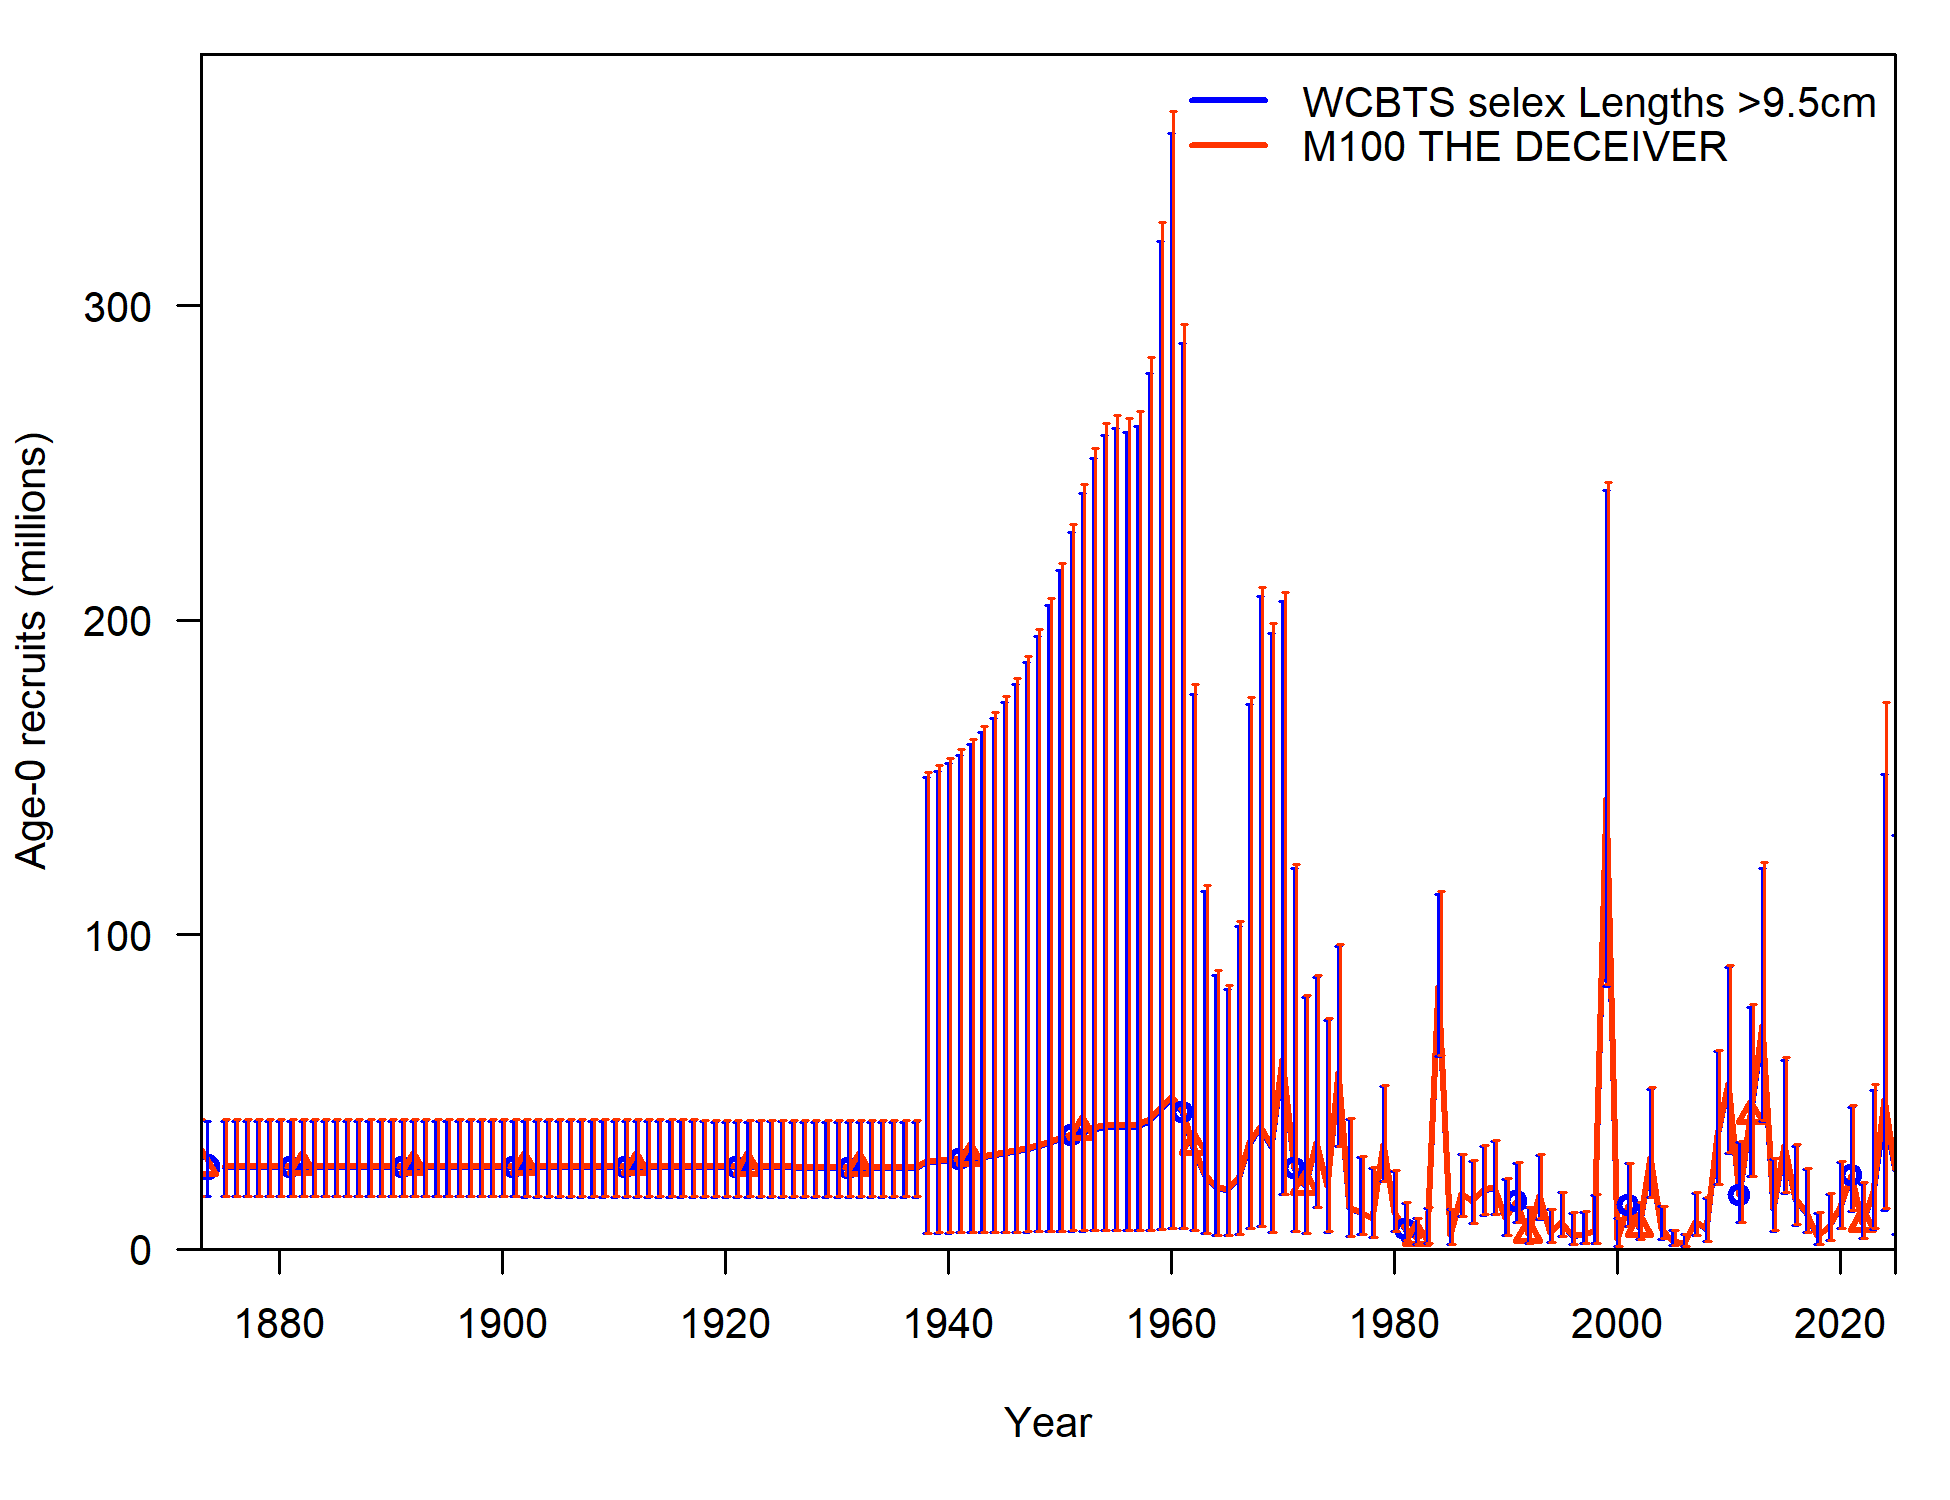 WCBTS selex Lengths >9.5cm
M100 THE DECEIVER
Age-0 recruits (millions)
300
200
100
0
1880 1900 1920 1940 1960 1980 2000 2020
Year